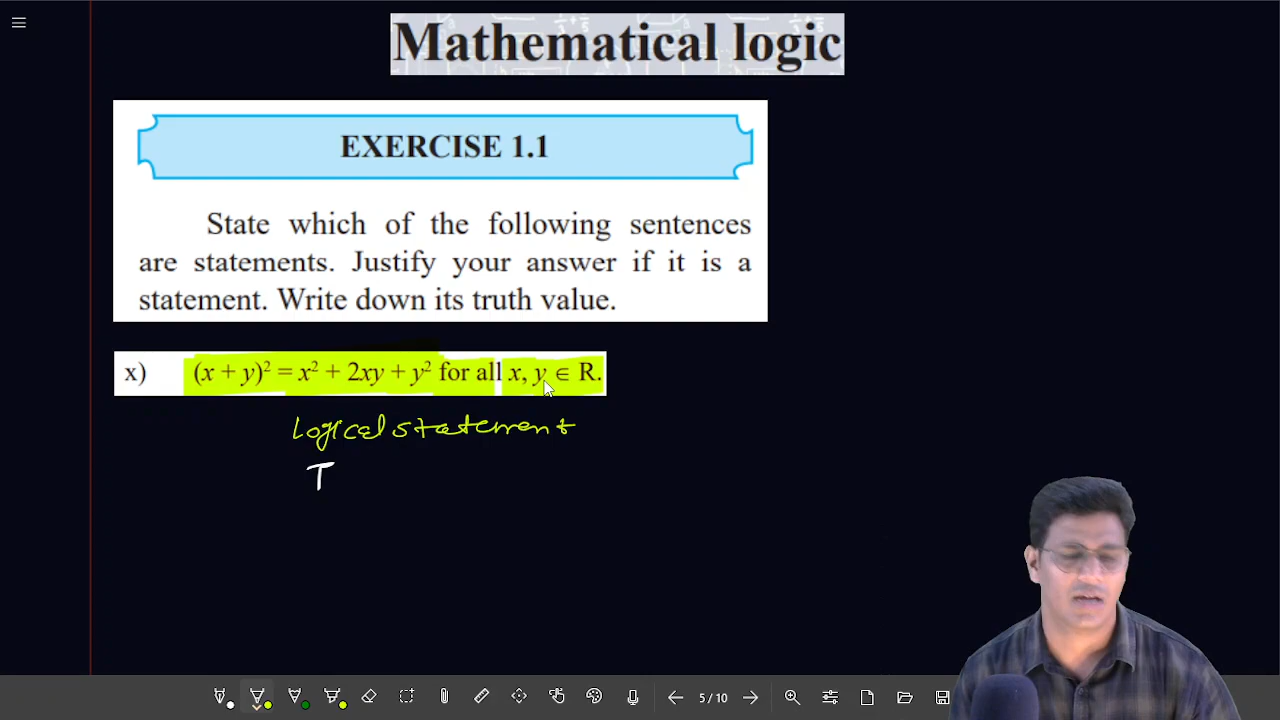 Mathematical logic
EXERCISE 1.1
State which of the following sentences
are statements. Justify your answer if it is a
statement. Write down its truth value.
x) (x + y)² = x² + 2xy + y² for all x, y ∈ R.
Logical statement
T
5/10